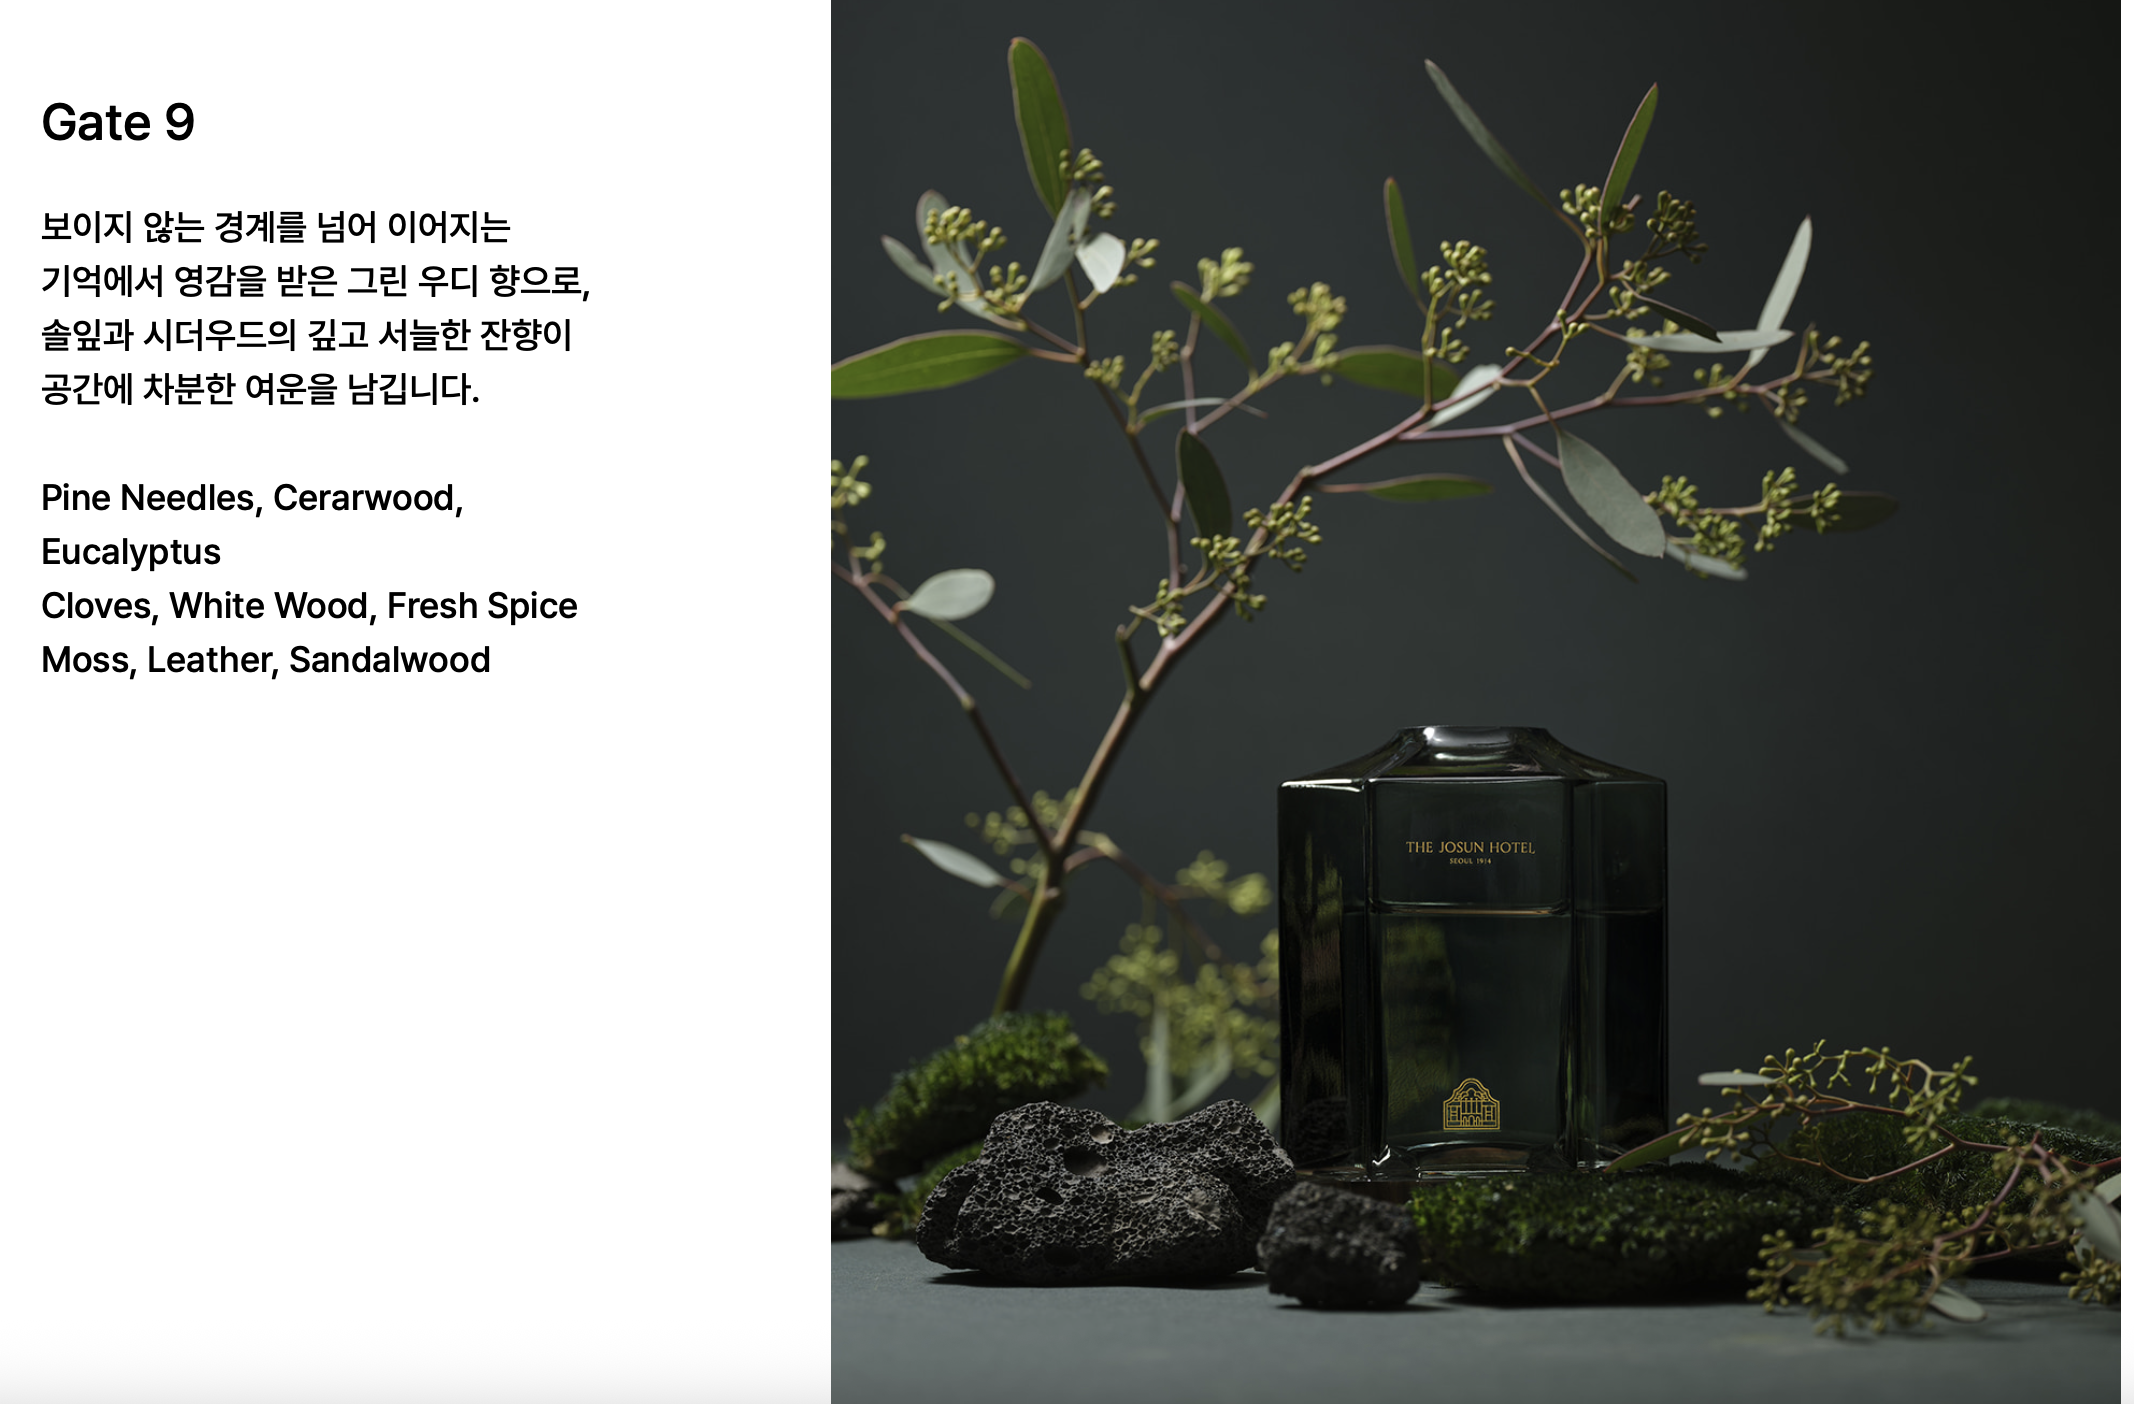 Gate 9
보이지 않는 경계를 넘어 이어지는
기억에서 영감을 받은 그린 우디 향으로,
솔잎과 시더우드의 깊고 서늘한 잔향이
공간에 차분한 여운을 남깁니다.
Pine Needles, Cerarwood,
Eucalyptus
Cloves, White Wood, Fresh Spice
Moss, Leather, Sandalwood
THE JOSUN HOTEL
SEOUL 1914